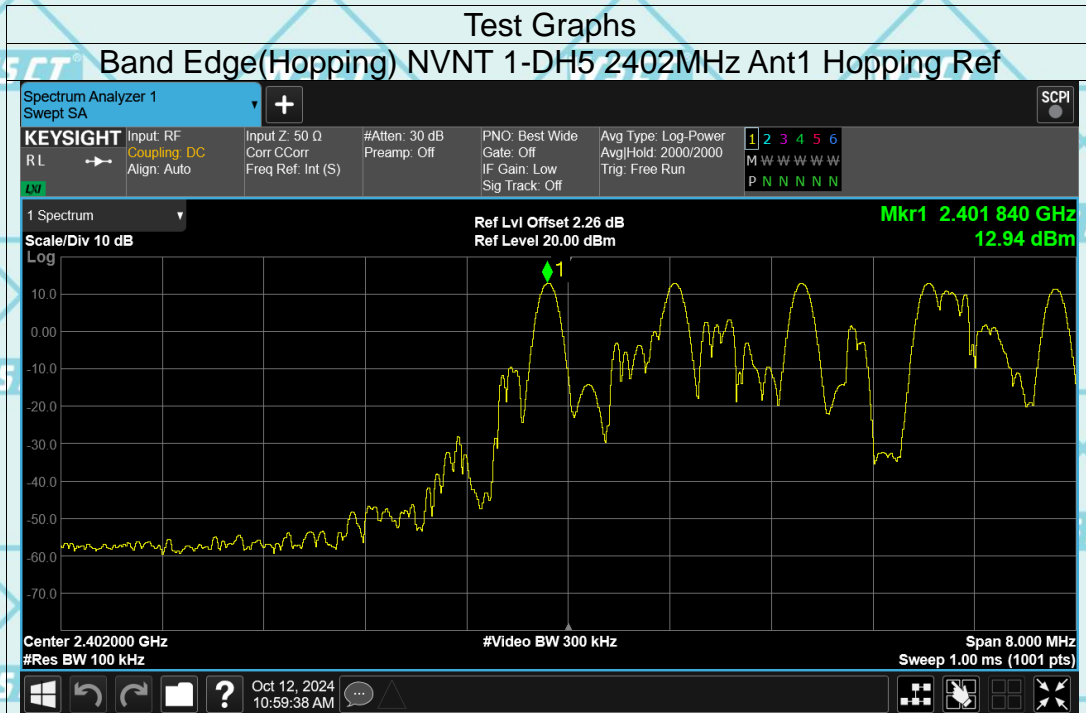 Test Graphs
Band Edge(Hopping) NVNT 1-DH5 2402MHz Ant1 Hopping Ref
Spectrum Analyzer 1
Swept SA
+
SCPI
KEYSIGHT
RL
LXI
Input: RF
Coupling: DC
Align: Auto
Input Z: 50 Ω
Corr CCorr
Freq Ref: Int (S)
#Atten: 30 dB
Preamp: Off
PNO: Best Wide
Gate: Off
IF Gain: Low
Sig Track: Off
Avg Type: Log-Power
Avg|Hold: 2000/2000
Trig: Free Run
1 2 3 4 5 6
M W W W W W
P N N N N N
1 Spectrum
Scale/Div 10 dB
Log
Ref Lvl Offset 2.26 dB
Ref Level 20.00 dBm
Mkr1 2.401 840 GHz
12.94 dBm
1
10.0
0.00
-10.0
-20.0
-30.0
-40.0
-50.0
-60.0
-70.0
Center 2.402000 GHz
#Res BW 100 kHz
#Video BW 300 kHz
Span 8.000 MHz
Sweep 1.00 ms (1001 pts)
?
Oct 12, 2024
10:59:38 AM